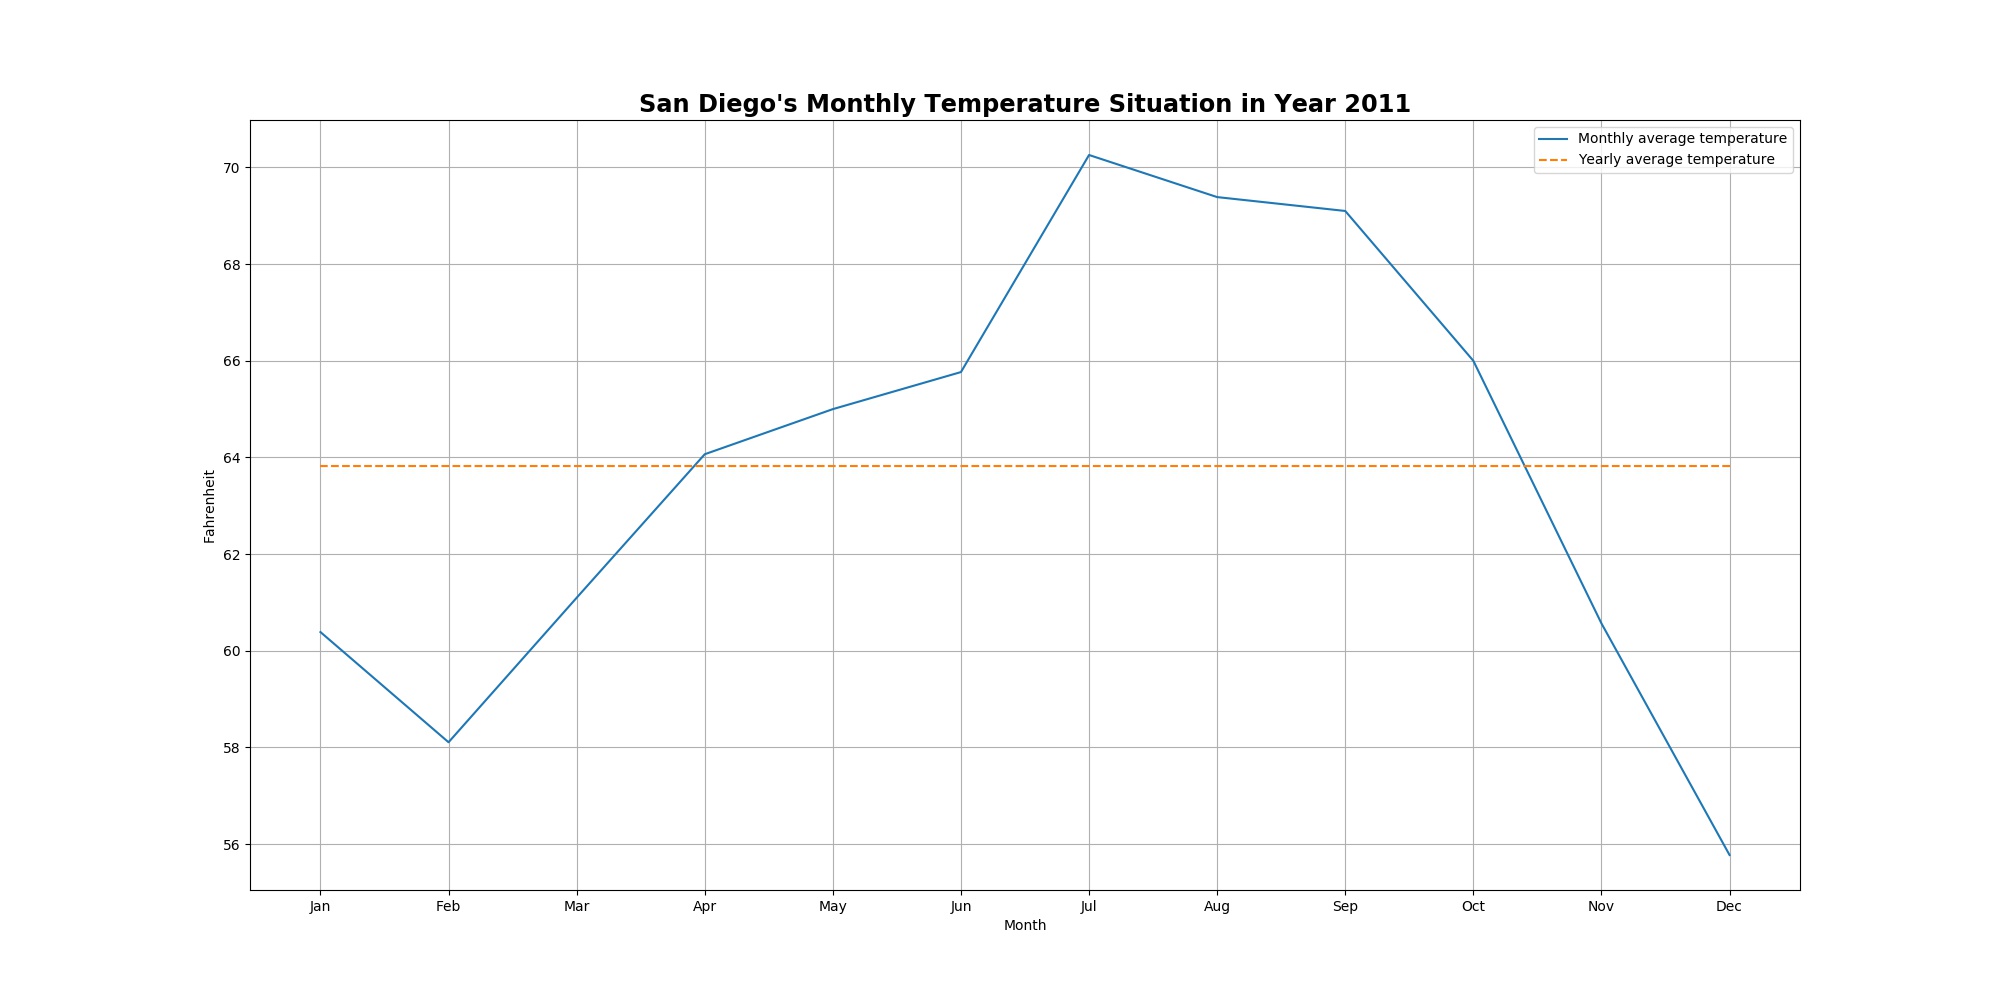 San Diego's Monthly Temperature Situation in Year 2011
Monthly average temperature
Yearly average temperature
70
68
66
64
62
60
58
56
Fahrenheit
Jan Feb Mar Apr May Jun Jul Aug Sep Oct Nov Dec
Month